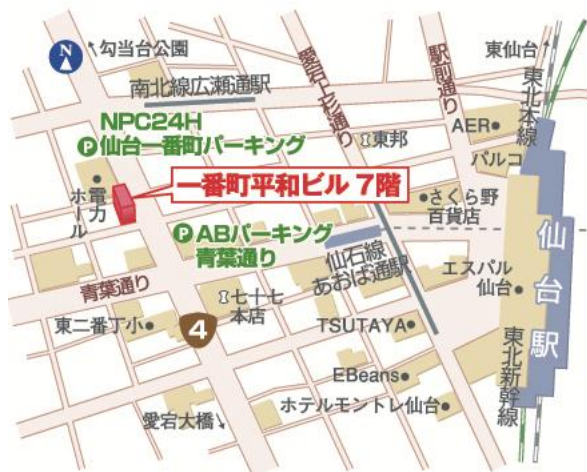 N
勾当台公園
南北線広瀬通駅
愛宕上杉通り
駅前通り
東仙台
東北本線
NPC24H
P仙台一番町パーキング
東邦
AER
パルコ
一番町平和ビル 7階
電力
ホール
さくら野
百貨店
PABパーキング
青葉通り
仙石線
あおば通駅
エスパル
仙台
仙台駅
青葉通り
七十七
本店
東二番丁小
4
TSUTAYA
EBeans
ホテルモントレ仙台
東北新幹線
愛宕大橋